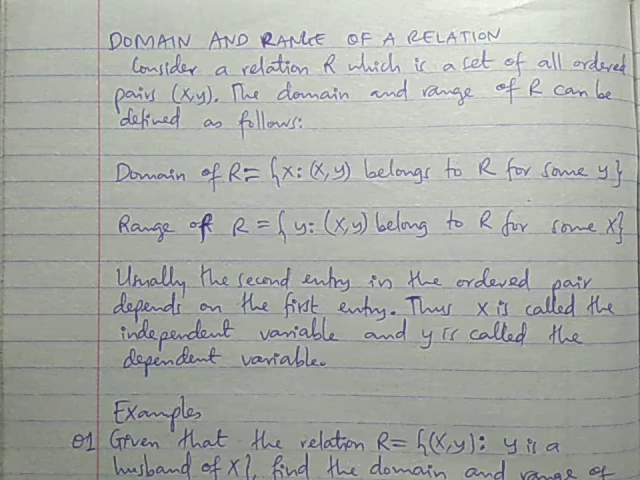 DOMAIN AND RANGE OF A RELATION
Consider a relation R which is a set of all ordered
pairs (x,y). The domain and range of R can be
defined as follows:
Domain of R= {x: (x,y) belongs to R for some y}
Range of R = { y: (x,y) belong to R for some x}
Usually the second entry in the ordered pair
depends on the first entry. Thus x is called the
independent variable and y is called the
dependent variable.
Examples
01 Given that the relation R= {(x,y): y is a
husband of x}, find the domain and range of